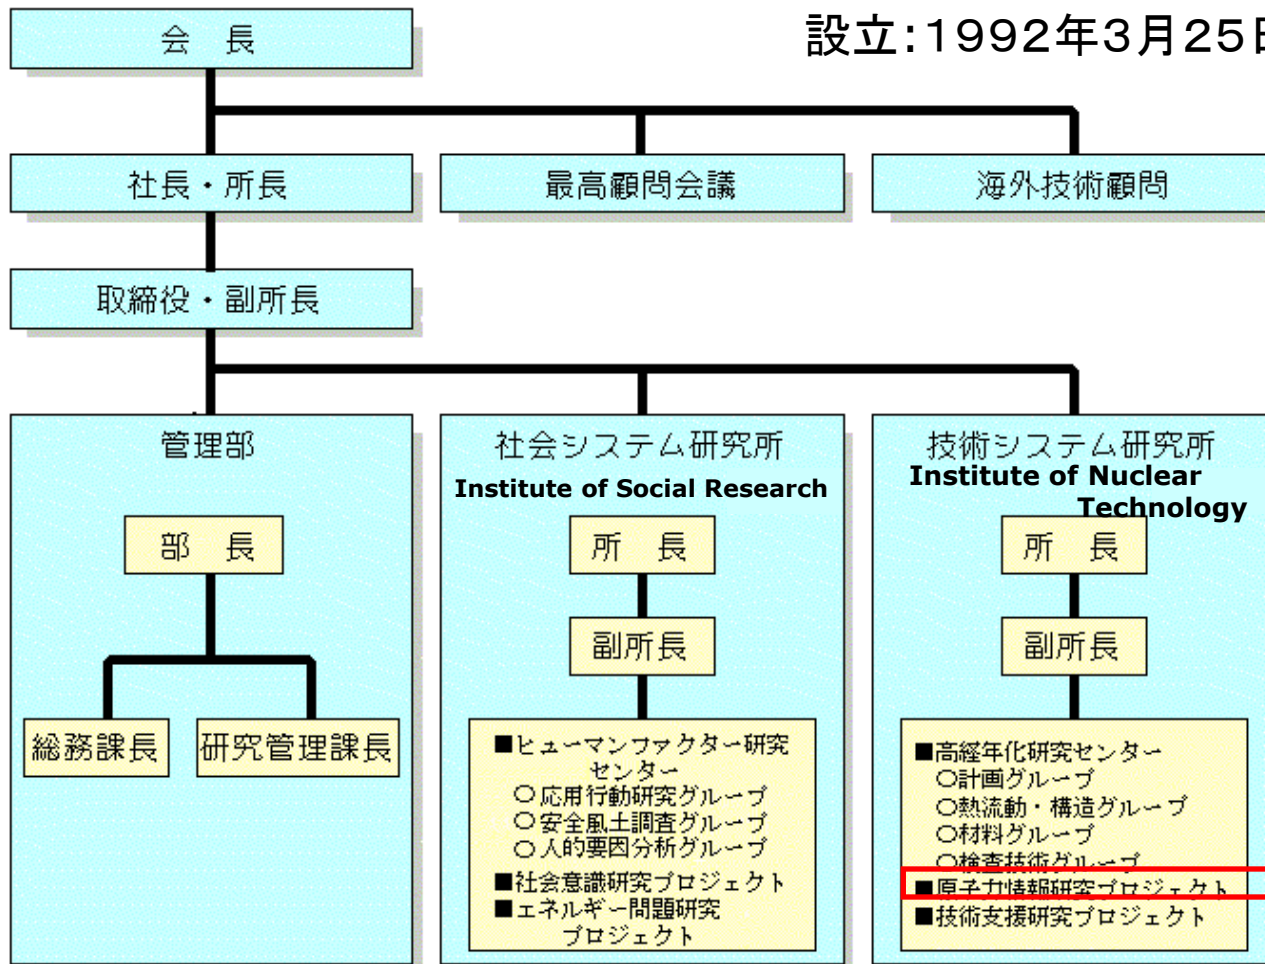 設立:1992年3月25日
会　長
社長・所長
最高顧問会議
海外技術顧問
取締役・副所長
管理部
部　長
総務課長
研究管理課長
社会システム研究所
Institute of Social Research
所　長
副所長
■ヒューマンファクター研究
センター
○応用行動研究グループ
○安全風土調査グループ
○人的要因分析グループ
■社会意識研究プロジェクト
■エネルギー問題研究
プロジェクト
技術システム研究所
Institute of Nuclear
Technology
所　長
副所長
■高経年化研究センター
○計画グループ
○熱流動・構造グループ
○材料グループ
○検査技術グループ
■原子力情報研究プロジェクト
■技術支援研究プロジェクト